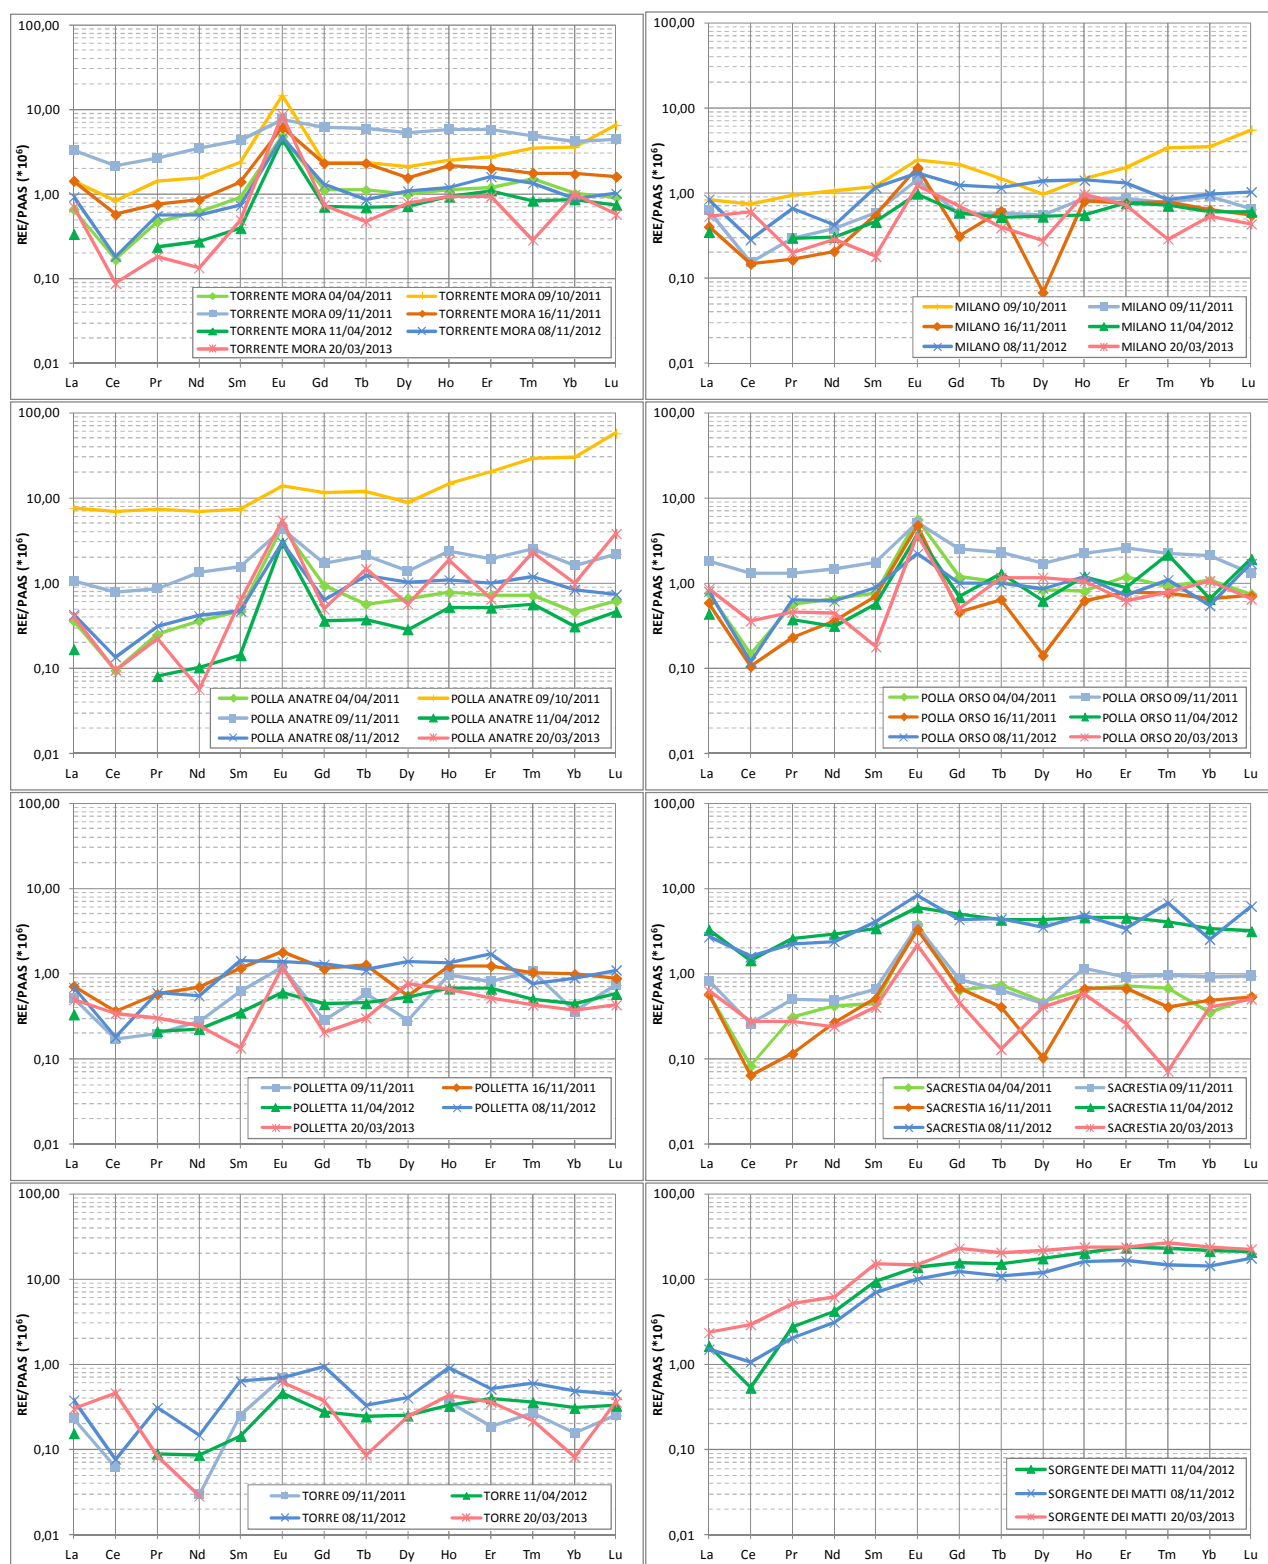 100,00
10,00
1,00
0,10
0,01
REE/PAAS (*10⁶)
La Ce Pr Nd Sm Eu Gd Tb Dy Ho Er Tm Yb Lu
TORRENTE MORA 04/04/2011 TORRENTE MORA 09/10/2011
TORRENTE MORA 09/11/2011 TORRENTE MORA 16/11/2011
TORRENTE MORA 11/04/2012 TORRENTE MORA 08/11/2012
TORRENTE MORA 20/03/2013
100,00
10,00
1,00
0,10
0,01
REE/PAAS (*10⁶)
La Ce Pr Nd Sm Eu Gd Tb Dy Ho Er Tm Yb Lu
MILANO 09/10/2011 MILANO 09/11/2011
MILANO 16/11/2011 MILANO 11/04/2012
MILANO 08/11/2012 MILANO 20/03/2013
100,00
10,00
1,00
0,10
0,01
REE/PAAS (*10⁶)
La Ce Pr Nd Sm Eu Gd Tb Dy Ho Er Tm Yb Lu
POLLA ANATRE 04/04/2011 POLLA ANATRE 09/10/2011
POLLA ANATRE 09/11/2011 POLLA ANATRE 11/04/2012
POLLA ANATRE 08/11/2012 POLLA ANATRE 20/03/2013
100,00
10,00
1,00
0,10
0,01
REE/PAAS (*10⁶)
La Ce Pr Nd Sm Eu Gd Tb Dy Ho Er Tm Yb Lu
POLLA ORSO 04/04/2011 POLLA ORSO 09/11/2011
POLLA ORSO 16/11/2011 POLLA ORSO 11/04/2012
POLLA ORSO 08/11/2012 POLLA ORSO 20/03/2013
100,00
10,00
1,00
0,10
0,01
REE/PAAS (*10⁶)
La Ce Pr Nd Sm Eu Gd Tb Dy Ho Er Tm Yb Lu
POLLETTA 09/11/2011 POLLETTA 16/11/2011
POLLETTA 11/04/2012 POLLETTA 08/11/2012
POLLETTA 20/03/2013
100,00
10,00
1,00
0,10
0,01
REE/PAAS (*10⁶)
La Ce Pr Nd Sm Eu Gd Tb Dy Ho Er Tm Yb Lu
SACRESTIA 04/04/2011 SACRESTIA 09/11/2011
SACRESTIA 16/11/2011 SACRESTIA 11/04/2012
SACRESTIA 08/11/2012 SACRESTIA 20/03/2013
100,00
10,00
1,00
0,10
0,01
REE/PAAS (*10⁶)
La Ce Pr Nd Sm Eu Gd Tb Dy Ho Er Tm Yb Lu
TORRE 09/11/2011 TORRE 11/04/2012
TORRE 08/11/2012 TORRE 20/03/2013
100,00
10,00
1,00
0,10
0,01
REE/PAAS (*10⁶)
La Ce Pr Nd Sm Eu Gd Tb Dy Ho Er Tm Yb Lu
SORGENTE DEI MATTI 11/04/2012
SORGENTE DEI MATTI 08/11/2012
SORGENTE DEI MATTI 20/03/2013